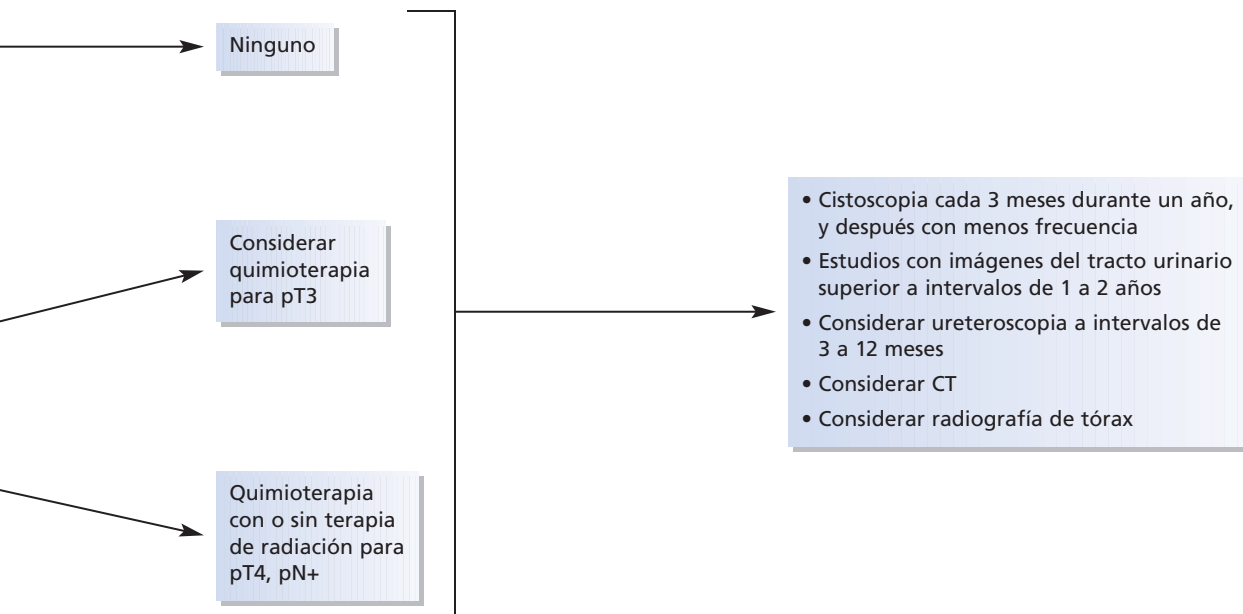 Ninguno
Considerar
quimioterapia
para pT3
Quimioterapia
con o sin terapia
de radiación para
pT4, pN+
• Cistoscopia cada 3 meses durante un año,
y después con menos frecuencia
• Estudios con imágenes del tracto urinario
superior a intervalos de 1 a 2 años
• Considerar ureteroscopia a intervalos de
3 a 12 meses
• Considerar CT
• Considerar radiografía de tórax